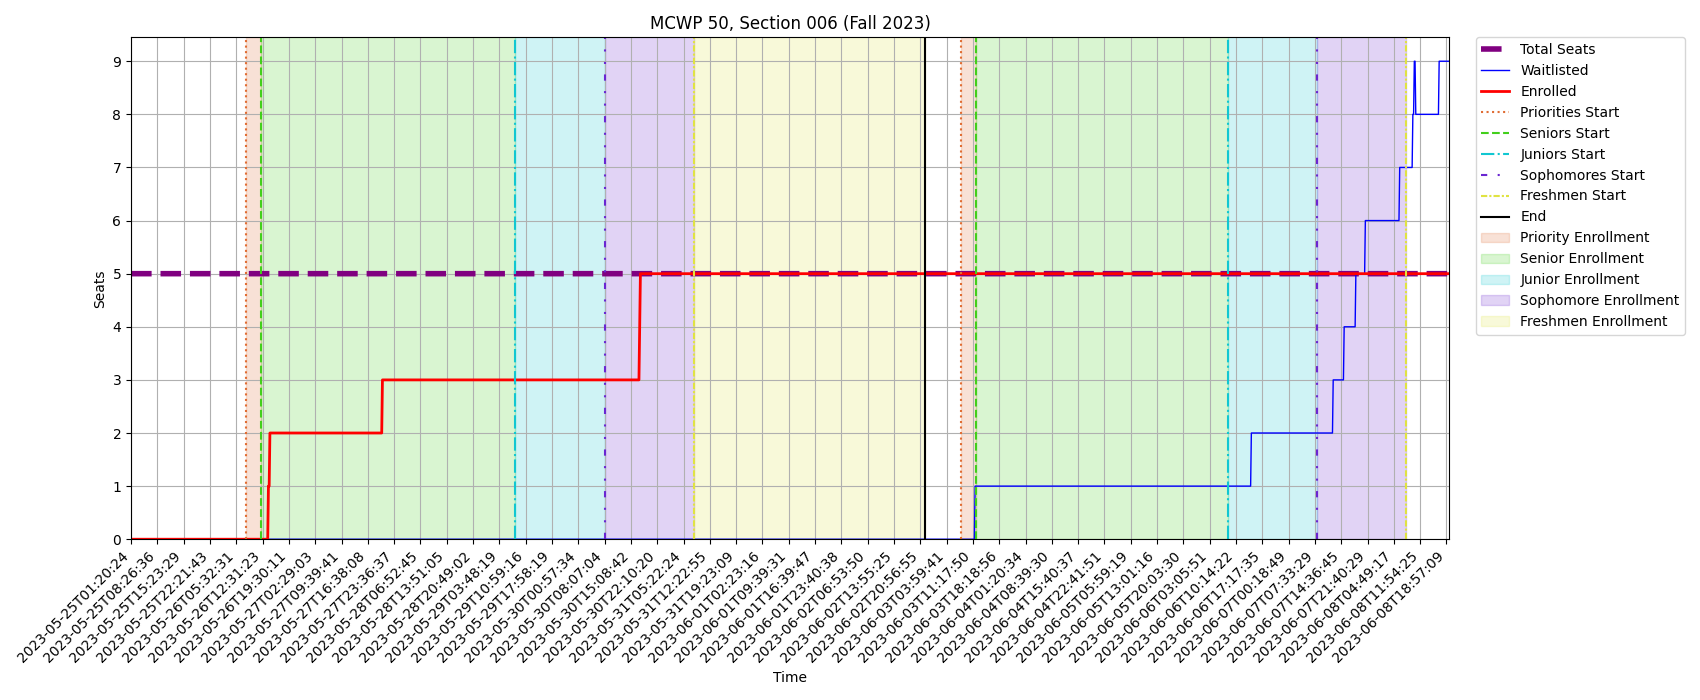 MCWP 50, Section 006 (Fall 2023)
Seats
9
8
7
6
5
4
3
2
1
0
2023-05-25T01:20:24
2023-05-25T08:26:36
2023-05-25T15:23:29
2023-05-25T22:21:43
2023-05-26T05:32:31
2023-05-26T12:31:23
2023-05-26T19:30:11
2023-05-27T02:29:03
2023-05-27T09:39:41
2023-05-27T16:38:08
2023-05-27T23:36:37
2023-05-28T06:52:45
2023-05-28T13:51:05
2023-05-28T20:49:02
2023-05-29T03:48:19
2023-05-29T10:59:16
2023-05-29T17:58:19
2023-05-30T00:57:34
2023-05-30T08:07:04
2023-05-30T15:08:42
2023-05-30T22:10:20
2023-05-31T05:22:24
2023-05-31T12:22:55
2023-05-31T19:23:09
2023-06-01T02:23:16
2023-06-01T09:39:31
2023-06-01T16:39:47
2023-06-01T23:40:38
2023-06-02T06:53:50
2023-06-02T13:55:25
2023-06-02T20:56:55
2023-06-03T03:59:41
2023-06-03T11:17:50
2023-06-03T18:18:56
2023-06-04T01:20:34
2023-06-04T08:39:30
2023-06-04T15:40:37
2023-06-04T22:41:51
2023-06-05T05:59:19
2023-06-05T13:01:16
2023-06-05T20:03:30
2023-06-06T03:05:51
2023-06-06T10:14:22
2023-06-06T17:17:35
2023-06-07T00:18:49
2023-06-07T07:33:29
2023-06-07T14:36:45
2023-06-07T21:40:29
2023-06-08T04:49:17
2023-06-08T11:54:25
2023-06-08T18:57:09
Time
Total Seats
Waitlisted
Enrolled
Priorities Start
Seniors Start
Juniors Start
Sophomores Start
Freshmen Start
End
Priority Enrollment
Senior Enrollment
Junior Enrollment
Sophomore Enrollment
Freshmen Enrollment